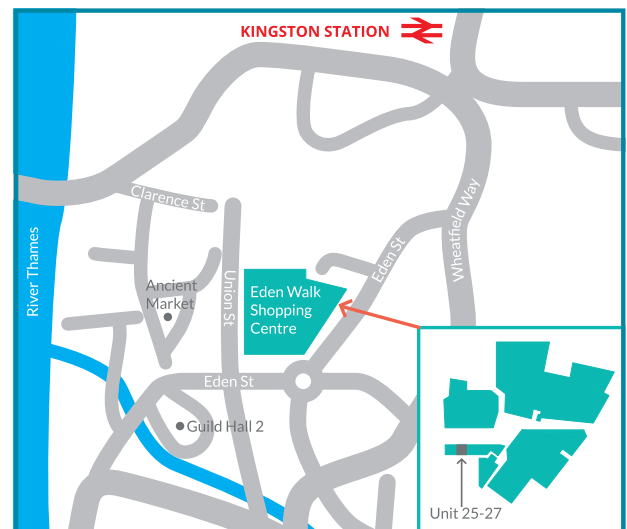 KINGSTON STATION
Clarence St
Wheatfield Way
River Thames
Eden St
Ancient
Market
Union St
Eden Walk
Shopping
Centre
Eden St
Guild Hall 2
Unit 25-27